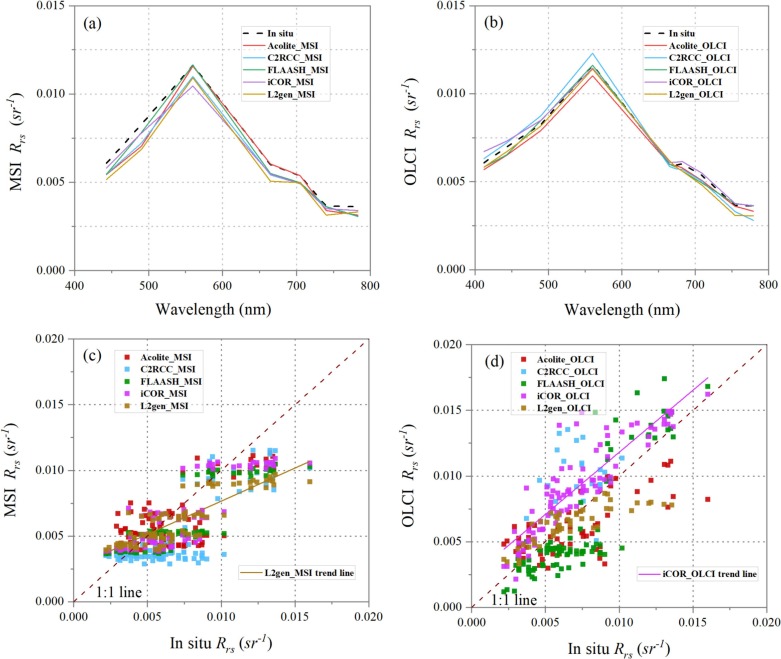 (a)
In situ
Acolite_MSI
C2RCC_MSI
FLAASH_MSI
iCOR_MSI
L2gen_MSI
MSI Rrs (sr-1)
0.015
0.010
0.005
0.000
400 500 600 700 800
Wavelength (nm)
(b)
In situ
Acolite_OLCI
C2RCC_OLCI
FLAASH_OLCI
iCOR_OLCI
L2gen_OLCI
OLCI Rrs (sr-1)
0.015
0.010
0.005
0.000
400 500 600 700 800
Wavelength (nm)
(c)
Acolite_MSI
C2RCC_MSI
FLAASH_MSI
iCOR_MSI
L2gen_MSI
MSI Rrs (sr-1)
0.020
0.015
0.010
0.005
0.000
L2gen_MSI trend line
1:1 line
0.000 0.005 0.010 0.015 0.020
In situ Rrs (sr-1)
(d)
Acolite_OLCI
C2RCC_OLCI
FLAASH_OLCI
iCOR_OLCI
L2gen_OLCI
OLCI Rrs (sr-1)
0.020
0.015
0.010
0.005
0.000
iCOR_OLCI trend line
1:1 line
0.000 0.005 0.010 0.015 0.020
In situ Rrs (sr-1)